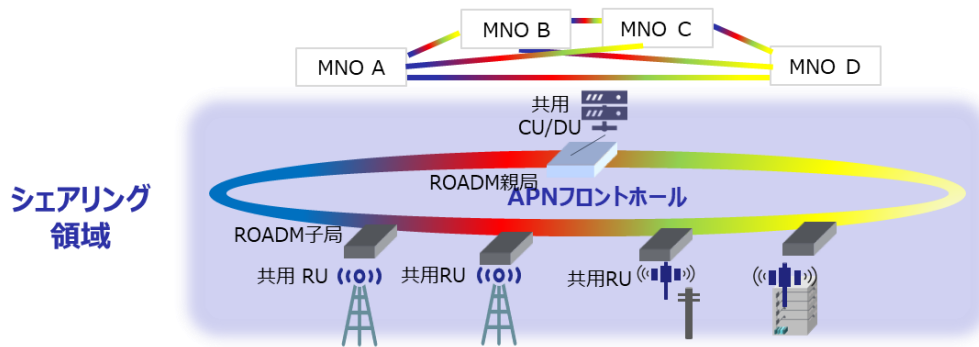 MNO B
MNO C
MNO A
MNO D
共用
CU/DU
ROADM親局
APNフロントホール
シェアリング
領域
ROADM子局
共用 RU
共用RU
共用RU